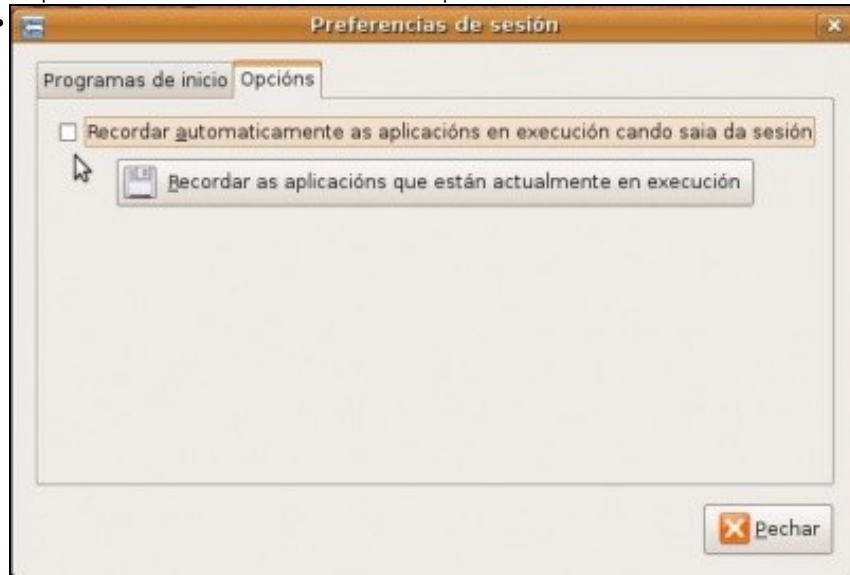 Preferencias de sesión
Programas de inicio Opcións
Recordar automaticamente as aplicacións en execución cando saia da sesión
Recordar as aplicacións que están actualmente en execución
Pechar